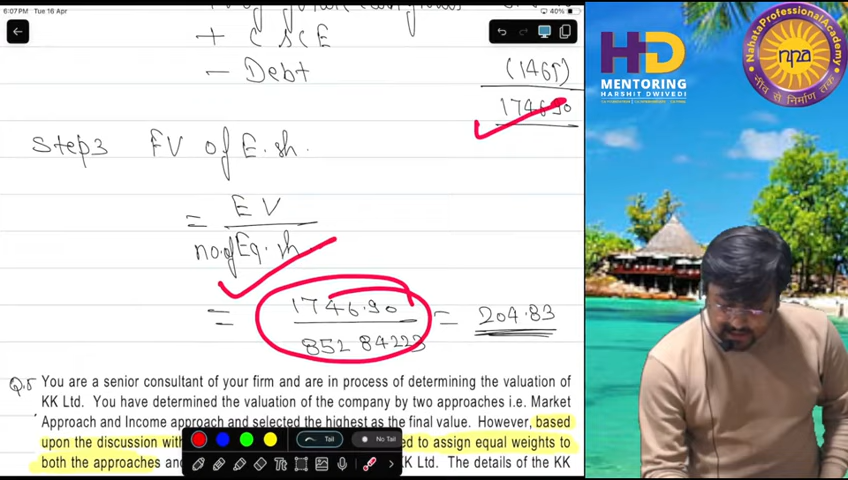 6:07PM Tue 16 Apr
40%
+ C & CE
- Debt
(1465)
1746.90
HD
MENTORING
HARSHIT DWIVEDI
NahataProfessionalAcademy
npa
नींव से निर्माण तक
Step3 FV of E.sh.
= EV
no. of Eq. sh
= 1746.90 = 204.83
85284223
Q.5 You are a senior consultant of your firm and are in process of determining the valuation of
KK Ltd. You have determined the valuation of the company by two approaches i.e. Market
Approach and Income approach and selected the highest as the final value. However, based
upon the discussion with ed to assign equal weights to
both the approaches KK Ltd. The details of the KK
Tail
No Tail